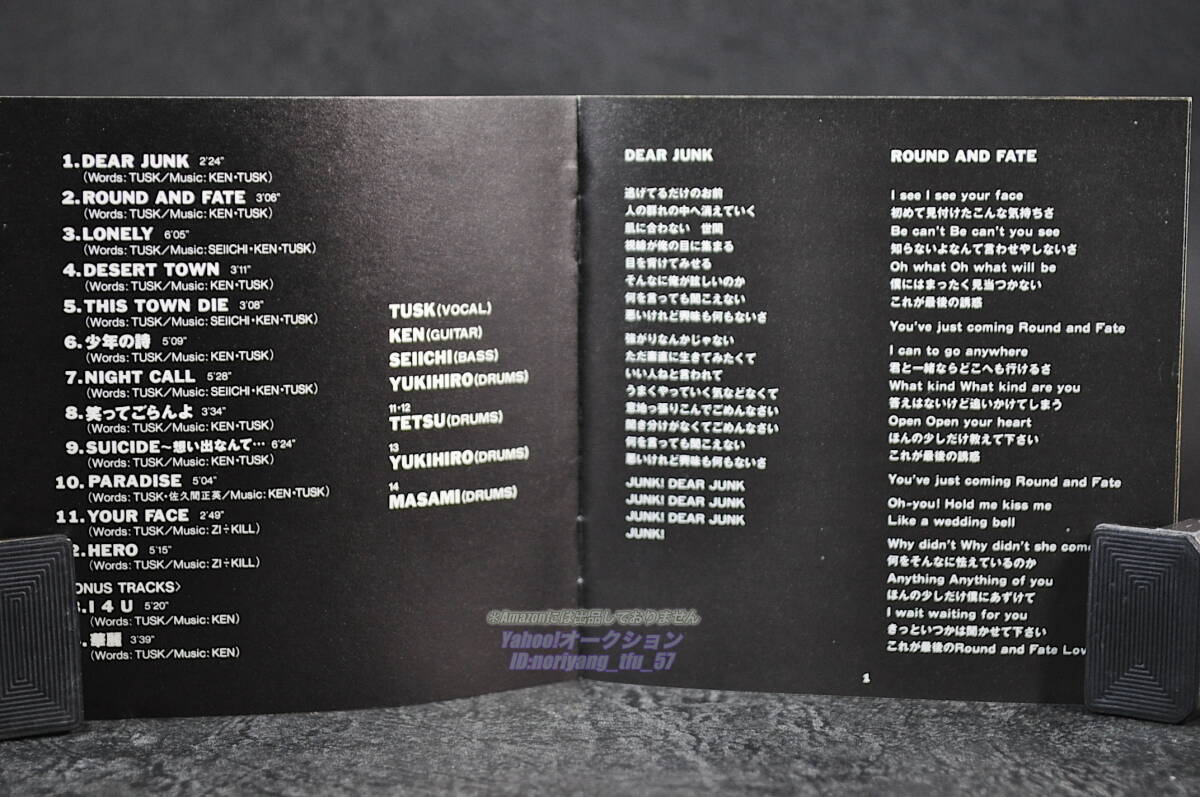 1.DEAR JUNK 2'24"
(Words: TUSK/Music: KEN・TUSK)
2.ROUND AND FATE 3'06"
(Words: TUSK/Music: KEN・TUSK)
3.LONELY 6'05"
(Words: TUSK/Music: SEIICHI・KEN・TUSK)
4.DESERT TOWN 3'11"
(Words: TUSK/Music: KEN・TUSK)
5.THIS TOWN DIE 3'08"
(Words: TUSK/Music: SEIICHI・KEN・TUSK)
6.少年の詩 5'09"
(Words: TUSK/Music: KEN・TUSK)
7.NIGHT CALL 5'28"
(Words: TUSK/Music: SEIICHI・KEN・TUSK)
8.笑ってごらんよ 3'34"
(Words: TUSK/Music: KEN・TUSK)
9.SUICIDE〜想い出なんて… 6'24"
(Words: TUSK/Music: KEN・TUSK)
10.PARADISE 5'04"
(Words: TUSK・佐久間正英/Music: KEN・TUSK)
11.YOUR FACE 2'49"
(Words: TUSK/Music: ZI÷KILL)
2.HERO 5'15"
(Words: TUSK/Music: ZI÷KILL)
ONUS TRACKS>
.I 4 U 5'20"
(Words: TUSK/Music: KEN)
.華麗 3'39"
(Words: TUSK/Music: KEN)
TUSK(VOCAL)
KEN(GUITAR)
SEIICHI(BASS)
YUKIHIRO(DRUMS)
11・12
TETSU(DRUMS)
13
YUKIHIRO(DRUMS)
14
MASAMI(DRUMS)
DEAR JUNK
逃げてるだけのお前
人の群れの中へ消えていく
肌に合わない 世間
視線が俺の目に集まる
目を背けてみせる
そんなに俺が眩しいのか
何を言っても聞こえない
悪いけれど興味も何もないさ
強がりなんかじゃない
ただ素直に生きてみたくて
いい人ねと言われて
うまくやっていく気などなくて
意地っ張りこんでごめんなさい
聞き分けがなくてごめんなさい
何を言っても聞こえない
悪いけれど興味も何もないさ
JUNK! DEAR JUNK
JUNK! DEAR JUNK
JUNK! DEAR JUNK
JUNK!
ROUND AND FATE
I see I see your face
初めて見付けたこんな気持ちさ
Be can't Be can't you see
知らないよなんて言わせやしないさ
Oh what Oh what will be
僕にはまったく見当つかない
これが最後の誘惑
You've just coming Round and Fate
I can to go anywhere
君と一緒ならどこへも行けるさ
What kind What kind are you
答えはないけど追いかけてしまう
Open Open your heart
ほんの少しだけ教えて下さい
これが最後の誘惑
You've just coming Round and Fate
Oh-you! Hold me kiss me
Like a wedding bell
Why didn't Why didn't she come
何をそんなに怯えているのか
Anything Anything of you
ほんの少しだけ僕にあずけて
I wait waiting for you
きっといつかは聞かせて下さい
これが最後のRound and Fate Lov
1
※Amazonには出品しておりません
Yahoo!オークション
ID:noriyang_tfu_57